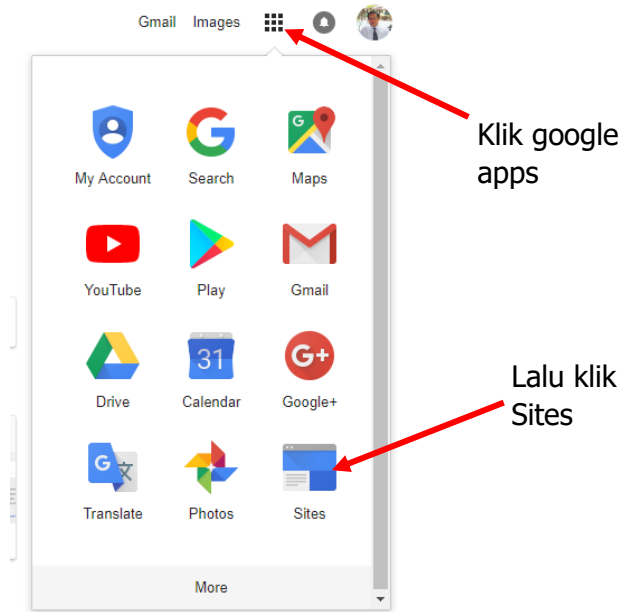 Gmail Images
Klik google
apps
My Account Search Maps
YouTube Play Gmail
31
G+
Drive Calendar Google+
Lalu klik
Sites
Translate Photos Sites
More